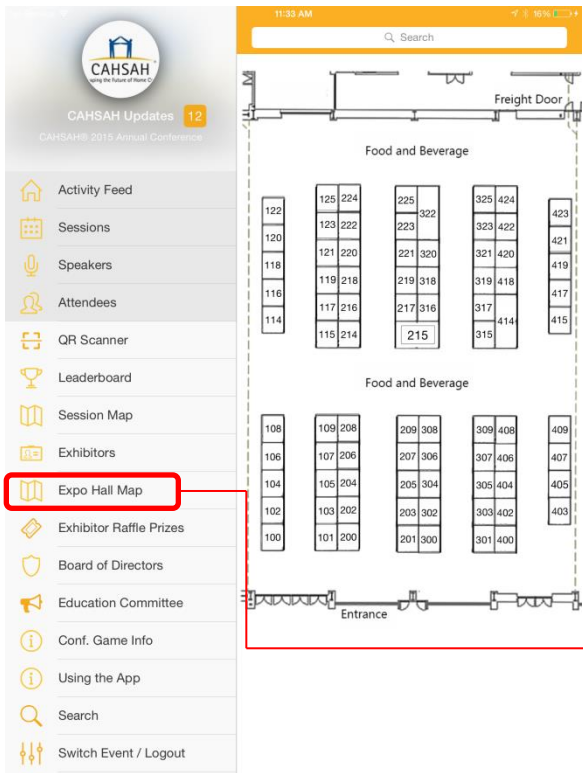 11:33 AM
16%
Search
CAHSAH
CAHSAH Updates 12
CAHSAH® 2015 Annual Conference
Activity Feed
Sessions
Speakers
Attendees
QR Scanner
Leaderboard
Session Map
Exhibitors
Expo Hall Map
Exhibitor Raffle Prizes
Board of Directors
Education Committee
Conf. Game Info
Using the App
Search
Switch Event / Logout
Freight Door
Food and Beverage
122 125 224 225 322 325 424 423
120 123 222 223 323 422 421
118 121 220 221 320 321 420 419
116 119 218 219 318 319 418 417
114 117 216 217 316 317 414 415
115 214 215 315
Food and Beverage
108 109 208 209 308 309 408 409
106 107 206 207 306 307 406 407
104 105 204 205 304 305 404 405
102 103 202 203 302 303 402 403
100 101 200 201 300 301 400
Entrance